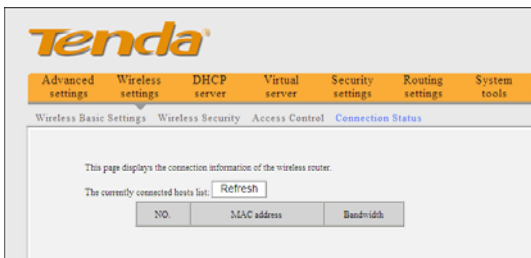 Tenda
Advanced settings Wireless settings DHCP server Virtual server Security settings Routing settings System tools
Wireless Basic Settings Wireless Security Access Control Connection Status
This page displays the connection information of the wireless router.
The currently connected hosts list: Refresh
NO. MAC address Bandwidth